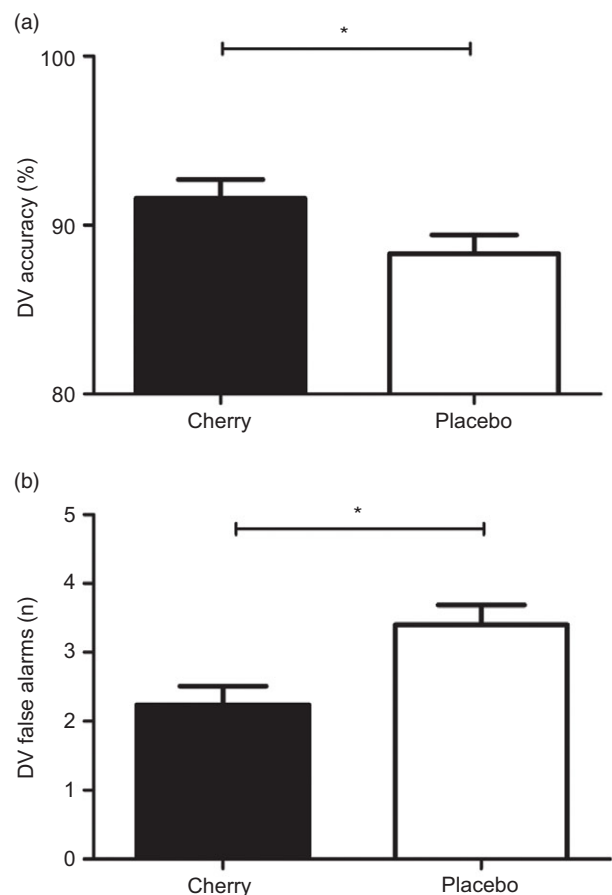 (a)
*
100
90
80
DV accuracy (%)
Cherry Placebo
(b)
*
5
4
3
2
1
0
DV false alarms (n)
Cherry Placebo